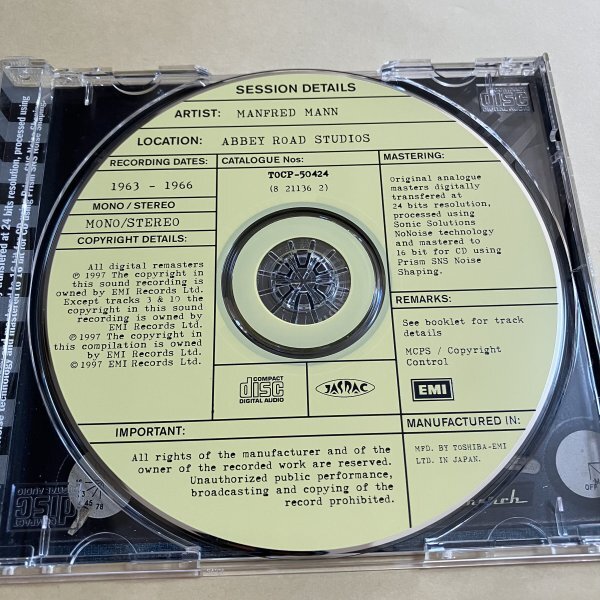 SESSION DETAILS
ARTIST: MANFRED MANN
LOCATION: ABBEY ROAD STUDIOS
RECORDING DATES:
1963 - 1966
MONO / STEREO
MONO/STEREO
COPYRIGHT DETAILS:
All digital remasters
℗ 1997 The copyright in
this sound recording is
owned by EMI Records Ltd.
Except tracks 3 & 10 the
copyright in this sound
recording is owned by
EMI Records Ltd.
℗ 1997 The copyright in
this compilation is owned
by EMI Records Ltd.
© 1997 EMI Records Ltd.
CATALOGUE Nos:
TOCP-50424
(8 21136 2)
MASTERING:
Original analogue
masters digitally
transfered at
24 bits resolution,
processed using
Sonic Solutions
NoNoise technology
and mastered to
16 bit for CD using
Prism SNS Noise
Shaping.
REMARKS:
See booklet for track
details
MCPS / Copyright
Control
COMPACT
disc
DIGITAL AUDIO
JASRAC
EMI
MANUFACTURED IN:
MFD. BY TOSHIBA-EMI
LTD. IN JAPAN.
IMPORTANT:
All rights of the manufacturer and of the
owner of the recorded work are reserved.
Unauthorized public performance,
broadcasting and copying of the
record prohibited.
disc
45 78
OFF